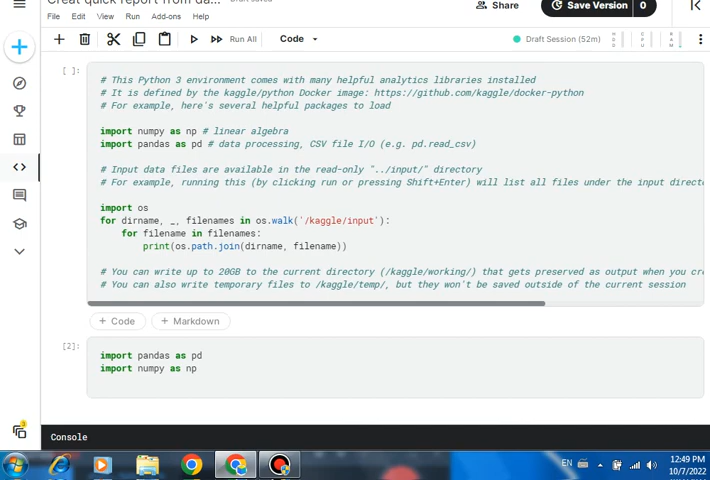 Creat quick report from da...
Share
Save Version
0
File Edit View Run Add-ons Help
Run All
Code
Draft Session (52m)
[ ]:
# This Python 3 environment comes with many helpful analytics libraries installed
# It is defined by the kaggle/python Docker image: https://github.com/kaggle/docker-python
# For example, here's several helpful packages to load
import numpy as np # linear algebra
import pandas as pd # data processing, CSV file I/O (e.g. pd.read_csv)
# Input data files are available in the read-only "../input/" directory
# For example, running this (by clicking run or pressing Shift+Enter) will list all files under the input directo
import os
for dirname, _, filenames in os.walk('/kaggle/input'):
    for filename in filenames:
        print(os.path.join(dirname, filename))
# You can write up to 20GB to the current directory (/kaggle/working/) that gets preserved as output when you cre
# You can also write temporary files to /kaggle/temp/, but they won't be saved outside of the current session
+ Code
+ Markdown
[2]:
import pandas as pd
import numpy as np
Console
EN
12:49 PM
10/7/2022